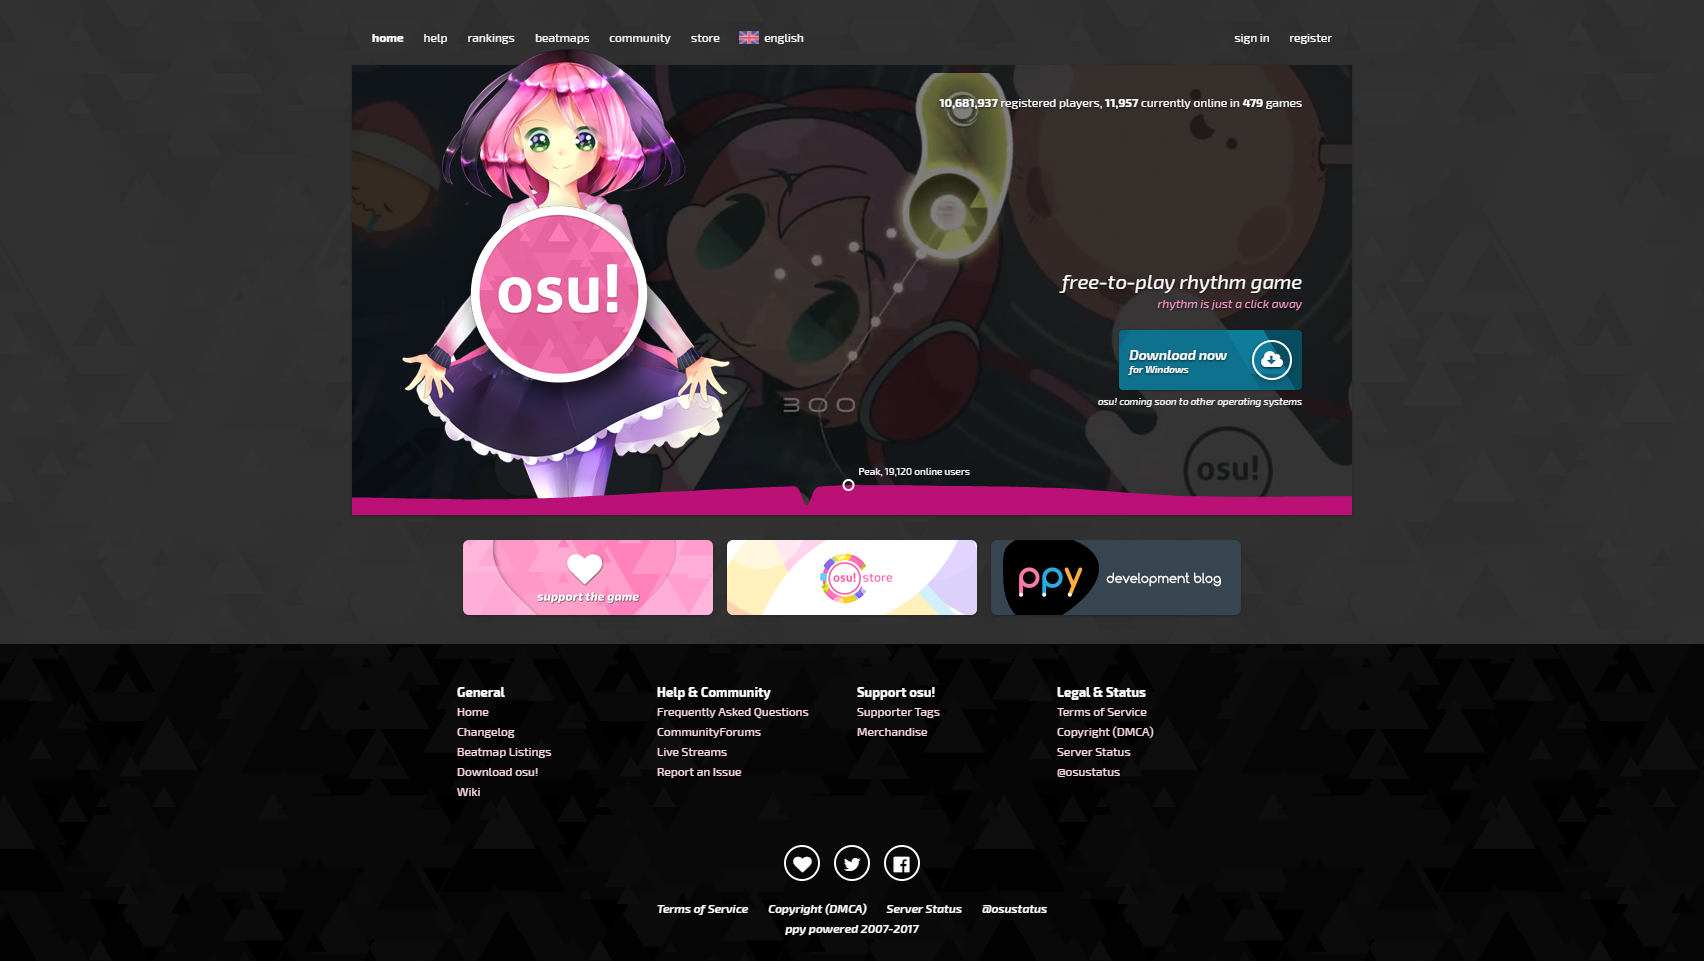 home help rankings beatmaps community store english sign in register
10,681,937 registered players, 11,957 currently online in 479 games
osu!
free-to-play rhythm game
rhythm is just a click away
Download now
for Windows
osu! coming soon to other operating systems
300
osu!
Peak, 19,120 online users
support the game
osu! store
ppy development blog
General
Home
Changelog
Beatmap Listings
Download osu!
Wiki
Help & Community
Frequently Asked Questions
CommunityForums
Live Streams
Report an Issue
Support osu!
Supporter Tags
Merchandise
Legal & Status
Terms of Service
Copyright (DMCA)
Server Status
@osustatus
Terms of Service Copyright (DMCA) Server Status @osustatus
ppy powered 2007-2017